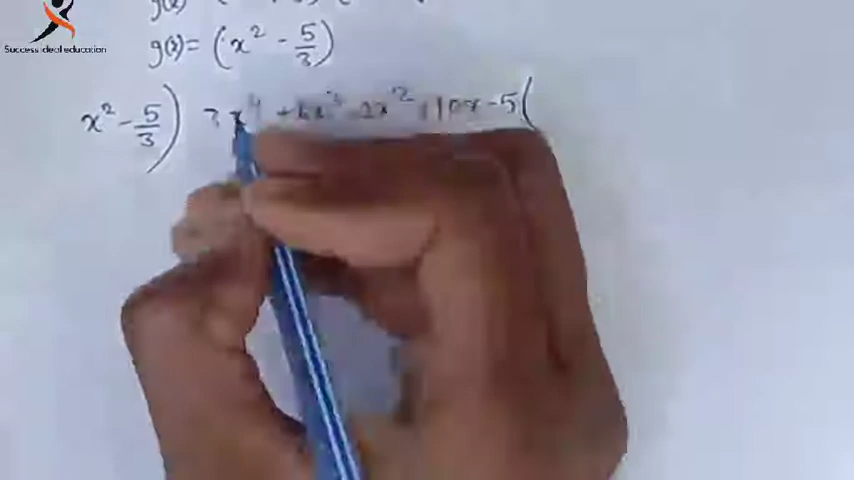 Success ideal education
g(x) = (x² - 5/3)
x² - 5/3 ) 3x⁴ + 6x³ - 2x² - 10x - 5 (